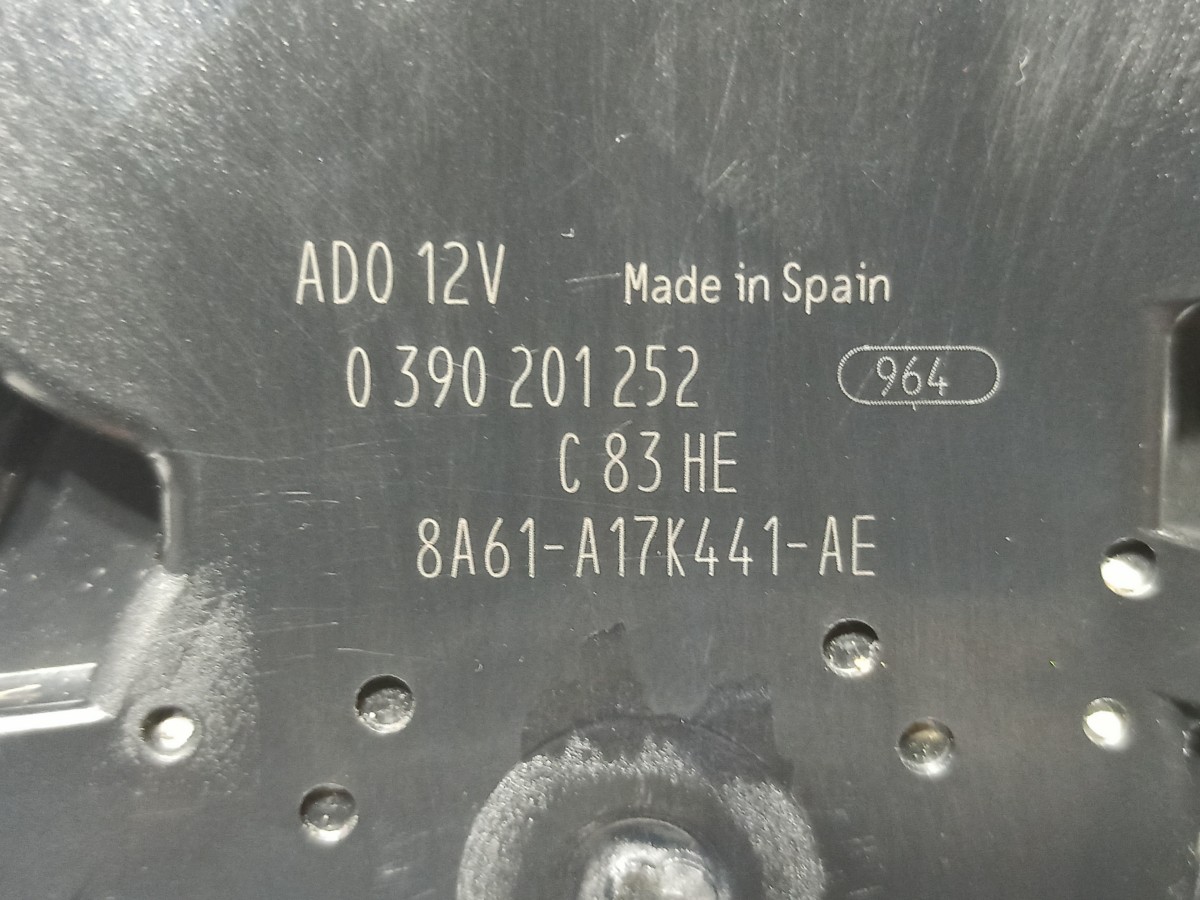 ADO 12V Made in Spain
0 390 201 252 964
C 83 HE
8A61-A17K441-AE